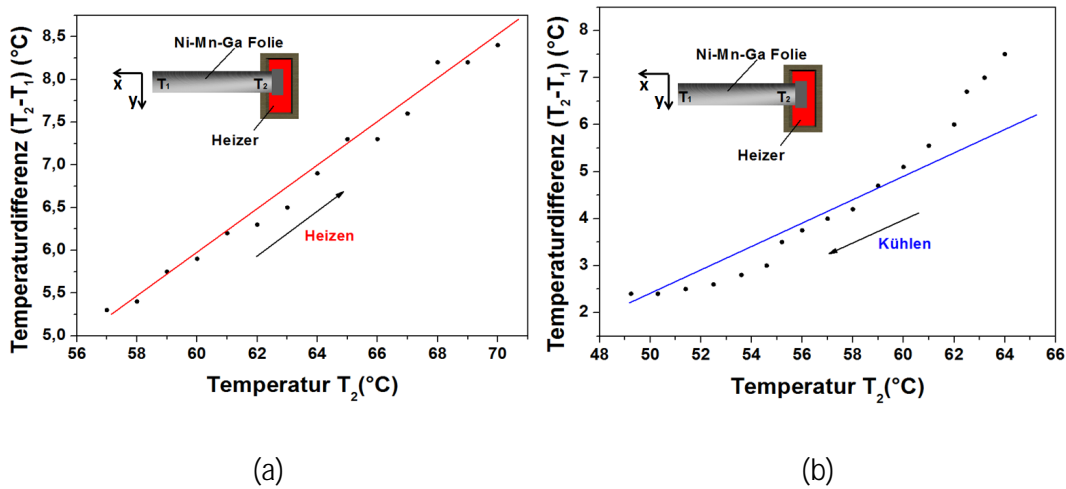 Temperaturdifferenz (T₂-T₁) (°C)
8,5
8,0
7,5
7,0
6,5
6,0
5,5
5,0
56 58 60 62 64 66 68 70
Temperatur T₂(°C)
Ni-Mn-Ga Folie
x
y
T₁ T₂
Heizer
Heizen
(a)
Temperaturdifferenz (T₂-T₁) (°C)
8
7
6
5
4
3
2
48 50 52 54 56 58 60 62 64 66
Temperatur T₂(°C)
Ni-Mn-Ga Folie
x
y
T₁ T₂
Heizer
Kühlen
(b)